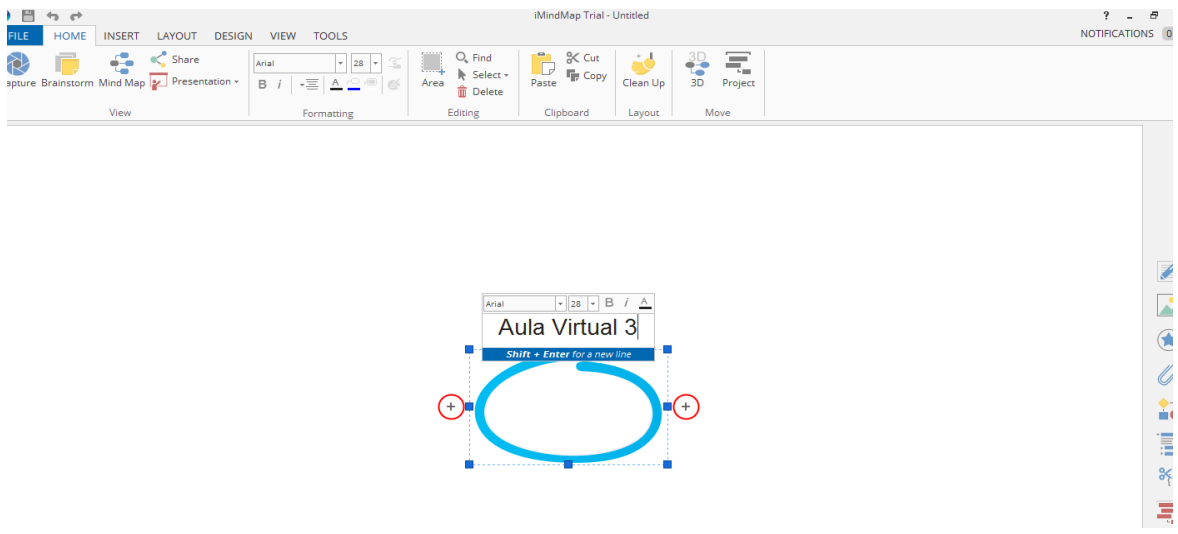 iMindMap Trial - Untitled
? - 
FILE HOME INSERT LAYOUT DESIGN VIEW TOOLS NOTIFICATIONS 0
apture Brainstorm Mind Map Share Presentation
Arial 28
B i A
Area Find Select Delete
Paste Cut Copy
Clean Up
3D 3D Project
View Formatting Editing Clipboard Layout Move
Arial 28 B i A
Aula Virtual 3
Shift + Enter for a new line
+ +